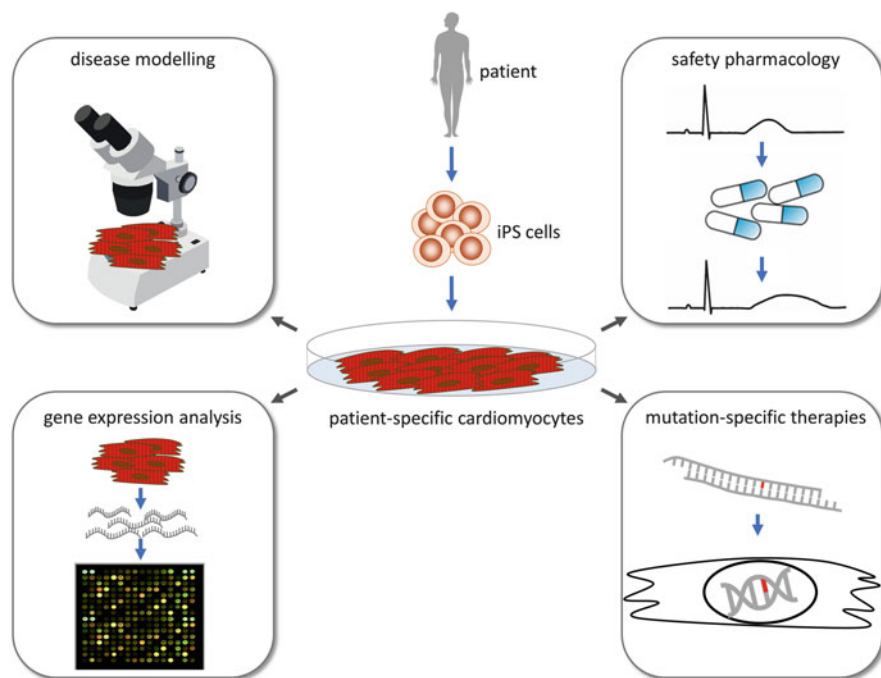 disease modelling
patient
safety pharmacology
iPS cells
gene expression analysis
patient-specific cardiomyocytes
mutation-specific therapies